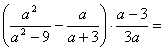 (a²/(a² − 9) − a/(a + 3)) · (a − 3)/(3a) =